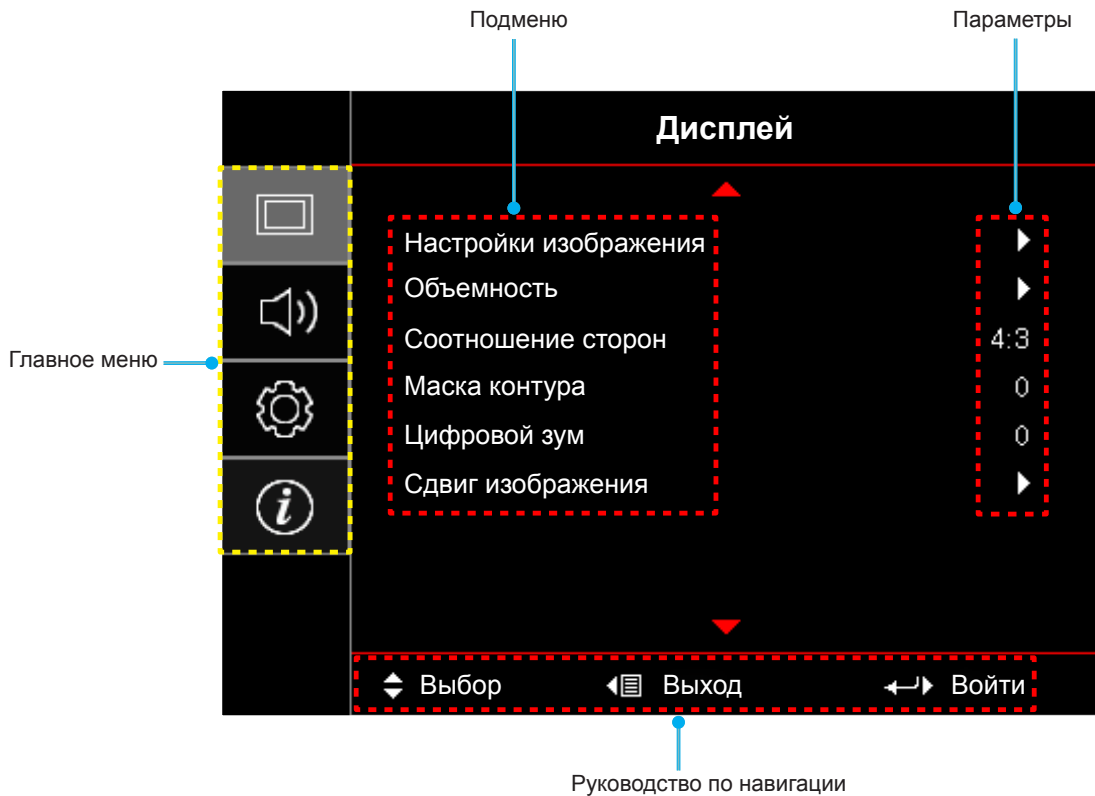 Подменю
Параметры
Дисплей
Настройки изображения
Объемность
Соотношение сторон 4:3
Маска контура 0
Цифровой зум 0
Сдвиг изображения
Главное меню
Выбор Выход Войти
Руководство по навигации